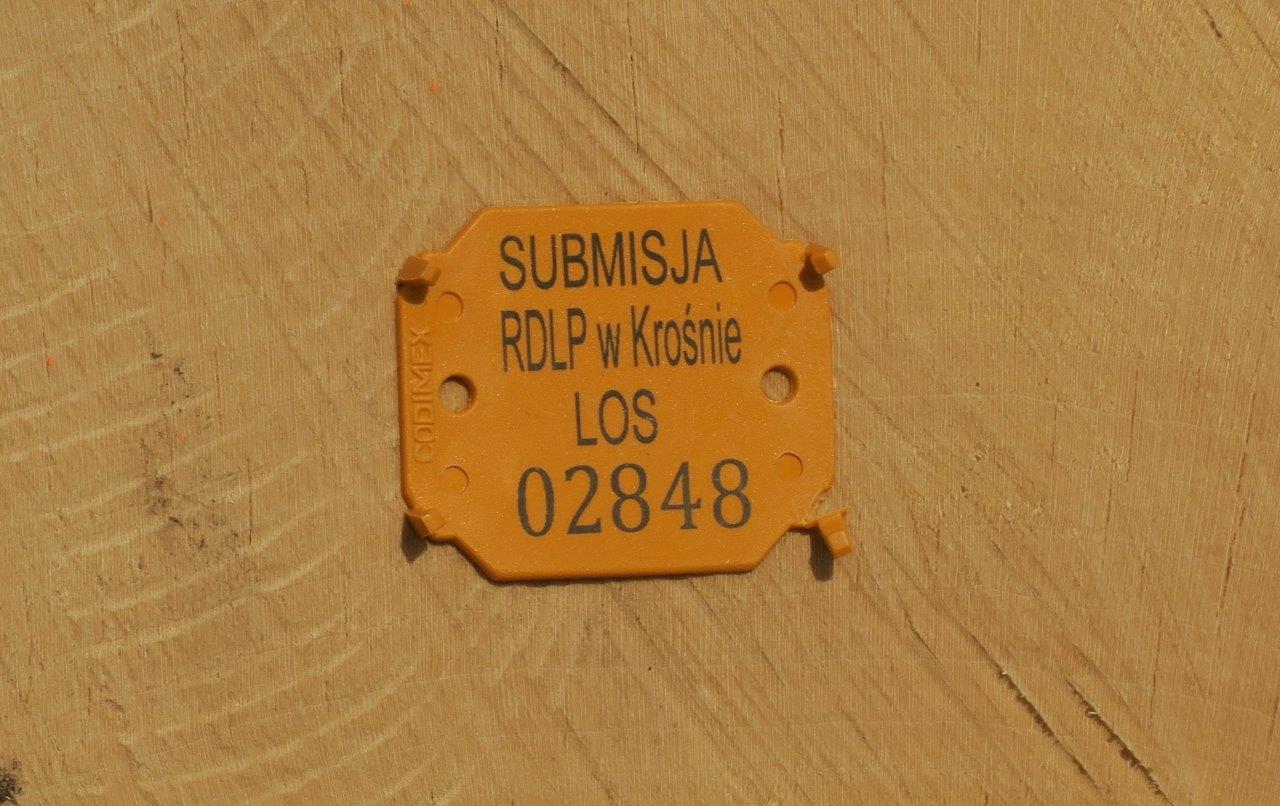 SUBMISJA
RDLP w Krośnie
LOS
02848
CODIMEX